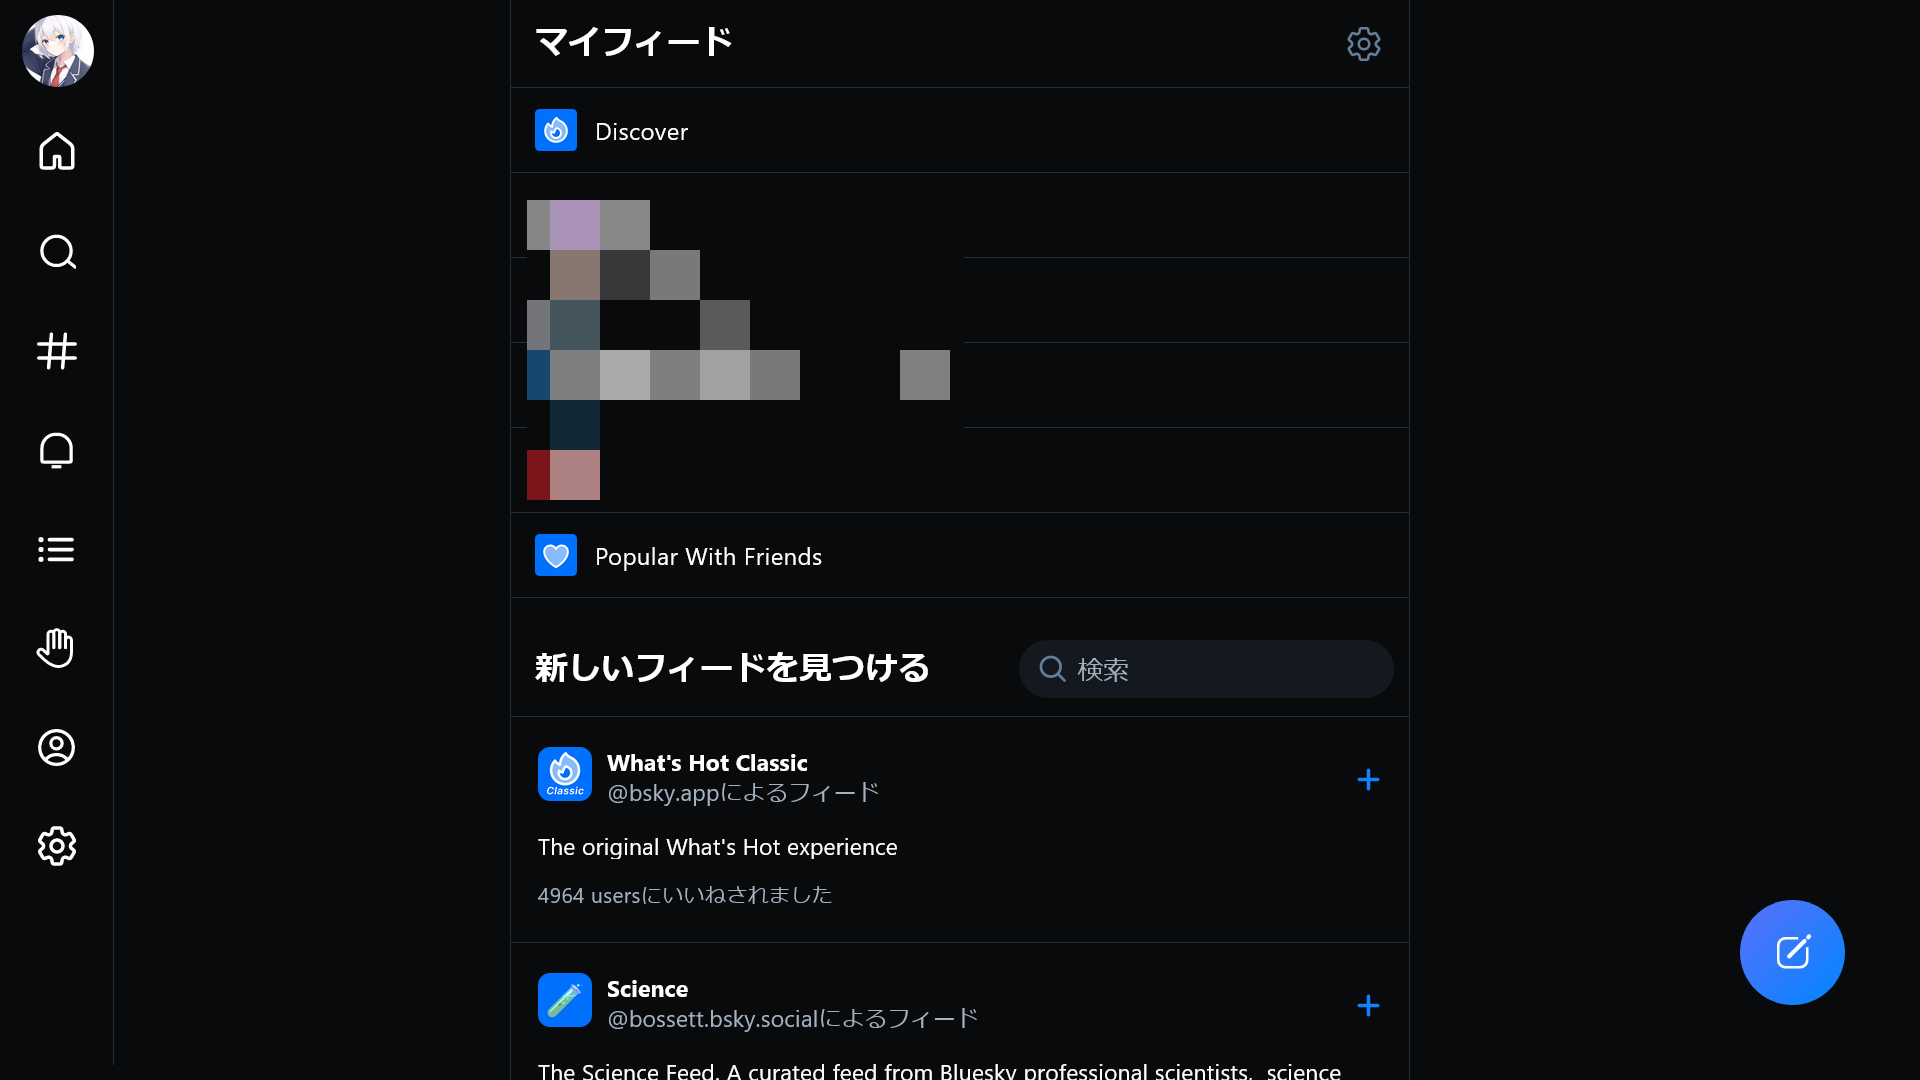 マイフィード
Discover
Popular With Friends
新しいフィードを見つける
検索
Classic
What's Hot Classic
@bsky.appによるフィード
The original What's Hot experience
4964 usersにいいねされました
Science
@bossett.bsky.socialによるフィード
The Science Feed. A curated feed from Bluesky professional scientists, science